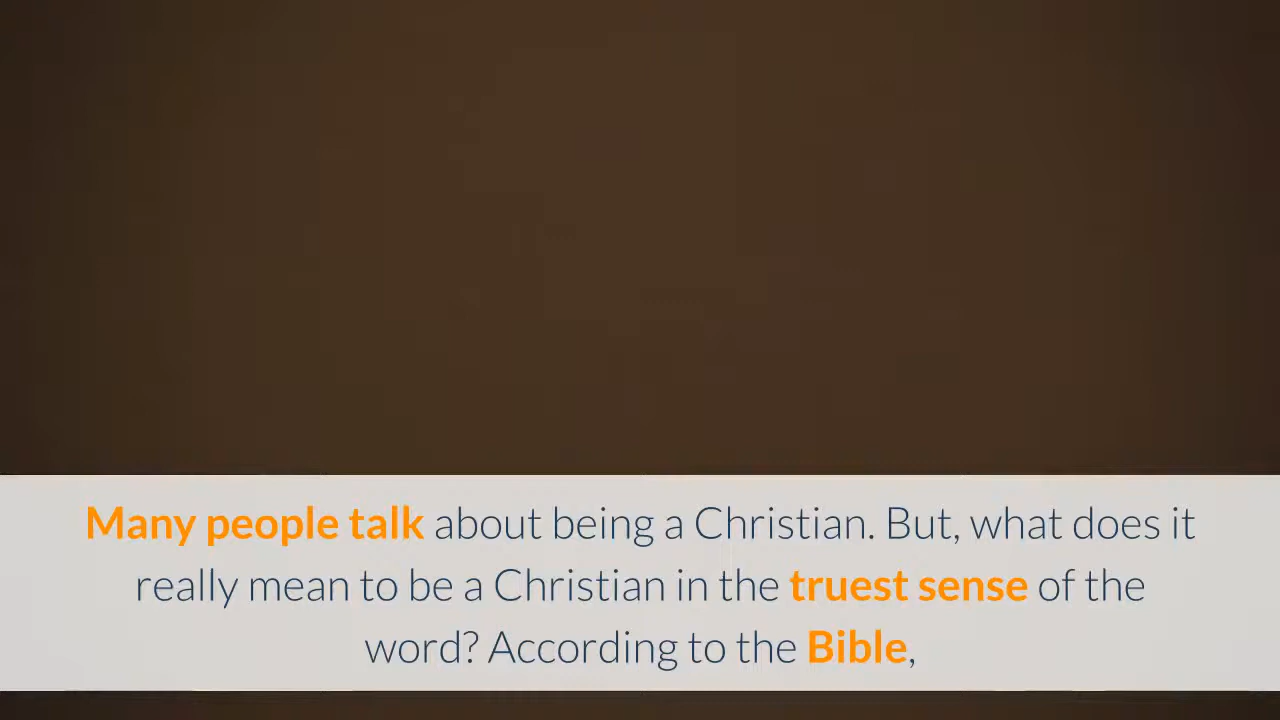 Many people talk about being a Christian. But, what does it
really mean to be a Christian in the truest sense of the
word? According to the Bible,